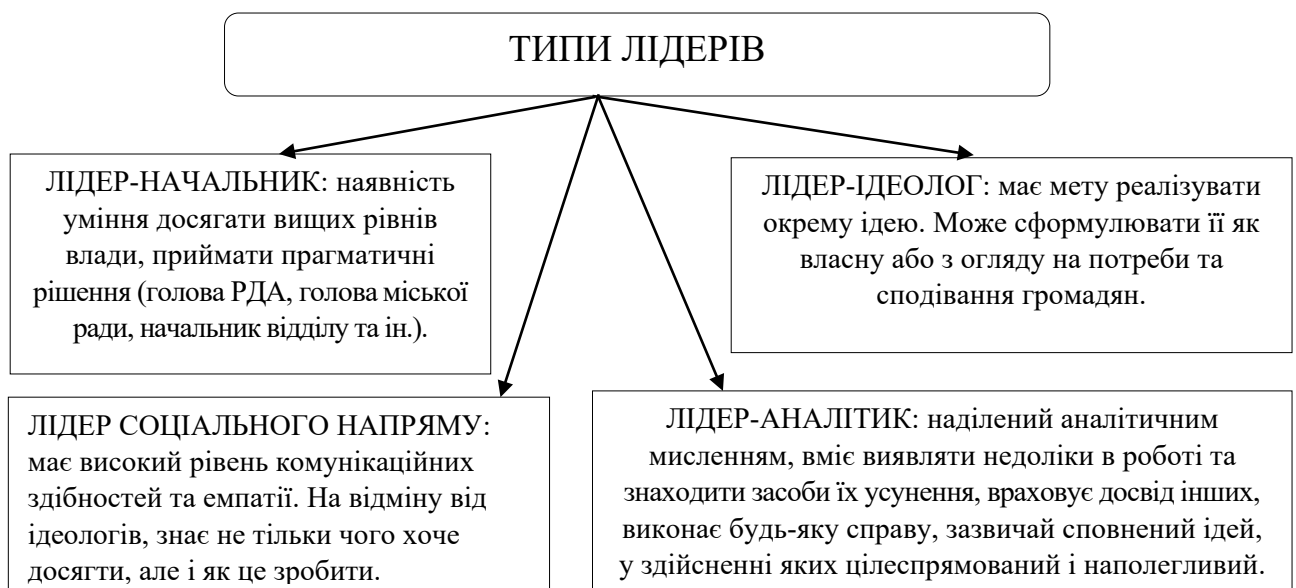 ТИПИ ЛІДЕРІВ
ЛІДЕР-НАЧАЛЬНИК: наявність
уміння досягати вищих рівнів
влади, приймати прагматичні
рішення (голова РДА, голова міської
ради, начальник відділу та ін.).
ЛІДЕР-ІДЕОЛОГ: має мету реалізувати
окрему ідею. Може сформулювати її як
власну або з огляду на потреби та
сподівання громадян.
ЛІДЕР СОЦІАЛЬНОГО НАПРЯМУ:
має високий рівень комунікаційних
здібностей та емпатії. На відміну від
ідеологів, знає не тільки чого хоче
досягти, але і як це зробити.
ЛІДЕР-АНАЛІТИК: наділений аналітичним
мисленням, вміє виявляти недоліки в роботі та
знаходити засоби їх усунення, враховує досвід інших,
виконає будь-яку справу, зазвичай сповнений ідей,
у здійсненні яких цілеспрямований і наполегливий.